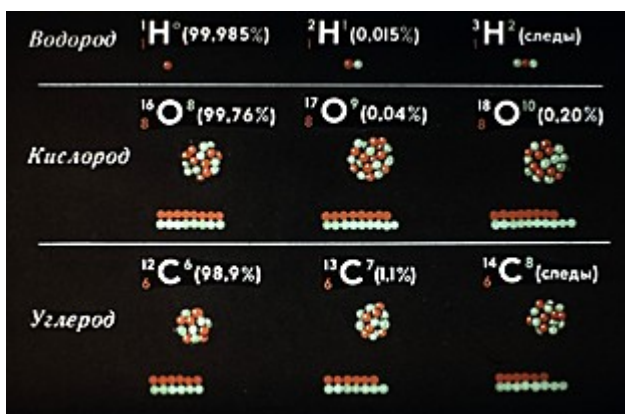 Водород ¹₁H⁰(99,985%) ²₁H¹(0,015%) ³₁H²(следы)
¹⁶₈O⁸(99,76%) ¹⁷₈O⁹(0,04%) ¹⁸₈O¹⁰(0,20%)
Кислород
¹²₆C⁶(98,9%) ¹³₆C⁷(1,1%) ¹⁴₆C⁸(следы)
Углерод